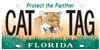 Protect the Panther
CAT TAG
FLORIDA